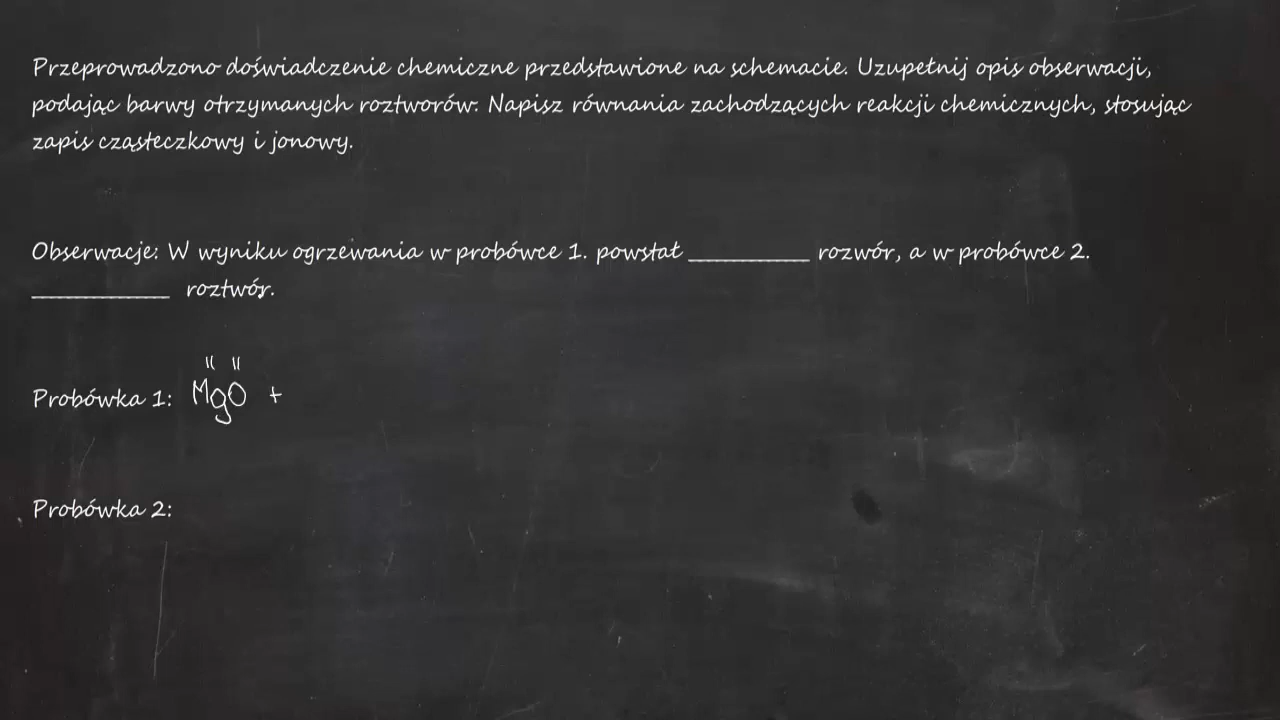 Przeprowadzono doświadczenie chemiczne przedstawione na schemacie. Uzupełnij opis obserwacji,
podając barwy otrzymanych roztworów. Napisz równania zachodzących reakcji chemicznych, stosując
zapis cząsteczkowy i jonowy.
Obserwacje: W wyniku ogrzewania w probówce 1. powstał __________ rozwór, a w probówce 2.
___________ roztwór.
II II
Probówka 1: MgO +
Probówka 2: